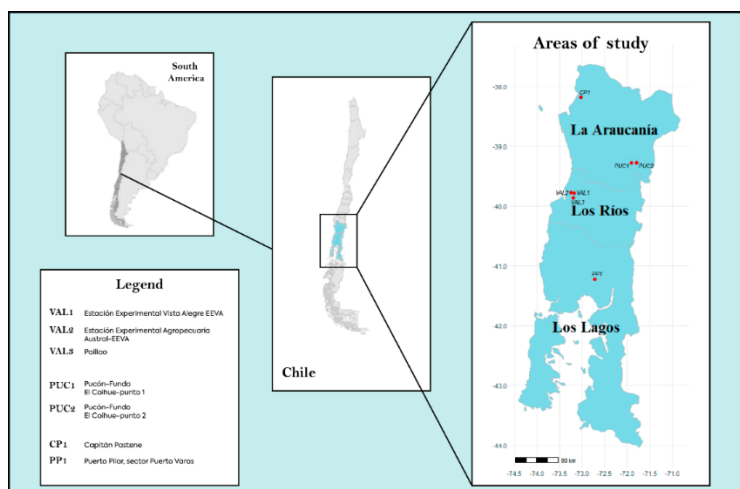 South
America
Chile
Legend
VAL1 Estación Experimental Vista Alegre EEVA
VAL2 Estación Experimental Agropecuaria
Austral-EEVA
VAL3 Paillao
PUC1 Pucón-Fundo
El Coihue-punto 1
PUC2 Pucón-Fundo
El Coihue-punto 2
CP1 Capitán Pastene
PP1 Puerto Pilar, sector Puerto Varas
Areas of study
-38.0
-39.0
-40.0
-41.0
-42.0
-43.0
-44.0
CP1
La Araucanía
PUC1 PUC2
VAL2 VAL1
Los Ríos
PP1
Los Lagos
-74.5 -74.0 -73.5 -73.0 -72.5 -72.0 -71.5 -71.0